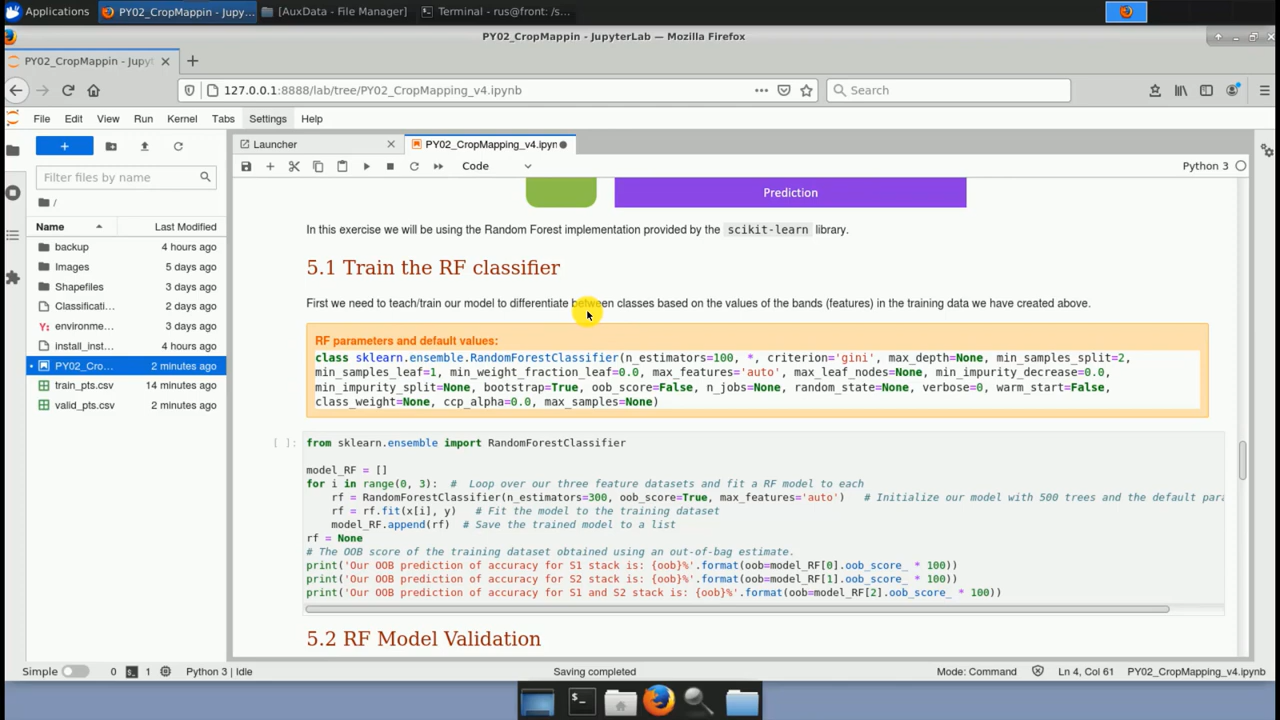 Applications
PY02_CropMappin - Jupy...
[AuxData - File Manager]
Terminal - rus@front: /s...
PY02_CropMappin - JupyterLab — Mozilla Firefox
PY02_CropMappin - Jupyt
127.0.0.1:8888/lab/tree/PY02_CropMapping_v4.ipynb
Search
File Edit View Run Kernel Tabs Settings Help
Launcher
PY02_CropMapping_v4.ipyn
Code
Python 3
Filter files by name
/
Name Last Modified
backup 4 hours ago
Images 5 days ago
Shapefiles 3 days ago
Classificati... 2 days ago
environme... 3 days ago
install_inst... 4 hours ago
PY02_Cro... 2 minutes ago
train_pts.csv 14 minutes ago
valid_pts.csv 2 minutes ago
Prediction
In this exercise we will be using the Random Forest implementation provided by the scikit-learn library.
5.1 Train the RF classifier
First we need to teach/train our model to differentiate between classes based on the values of the bands (features) in the training data we have created above.
RF parameters and default values:
class sklearn.ensemble.RandomForestClassifier(n_estimators=100, *, criterion='gini', max_depth=None, min_samples_split=2,
min_samples_leaf=1, min_weight_fraction_leaf=0.0, max_features='auto', max_leaf_nodes=None, min_impurity_decrease=0.0,
min_impurity_split=None, bootstrap=True, oob_score=False, n_jobs=None, random_state=None, verbose=0, warm_start=False,
class_weight=None, ccp_alpha=0.0, max_samples=None)
[ ]:
from sklearn.ensemble import RandomForestClassifier
model_RF = []
for i in range(0, 3):  #  Loop over our three feature datasets and fit a RF model to each
    rf = RandomForestClassifier(n_estimators=300, oob_score=True, max_features='auto')   # Initialize our model with 500 trees and the default para
    rf = rf.fit(x[i], y)   # Fit the model to the training dataset
    model_RF.append(rf)  # Save the trained model to a list
rf = None
# The OOB score of the training dataset obtained using an out-of-bag estimate.
print('Our OOB prediction of accuracy for S1 stack is: {oob}%'.format(oob=model_RF[0].oob_score_ * 100))
print('Our OOB prediction of accuracy for S2 stack is: {oob}%'.format(oob=model_RF[1].oob_score_ * 100))
print('Our OOB prediction of accuracy for S1 and S2 stack is: {oob}%'.format(oob=model_RF[2].oob_score_ * 100))
5.2 RF Model Validation
Simple 0 1 Python 3 | Idle Saving completed Mode: Command Ln 4, Col 61 PY02_CropMapping_v4.ipynb